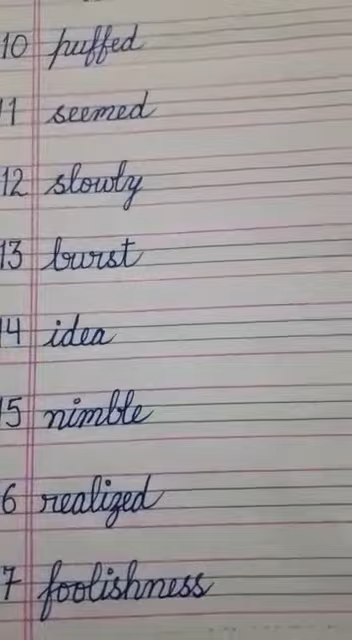 10 puffed
11 seemed
12 slowly
13 burst
14 idea
15 nimble
6 realized
7 foolishness